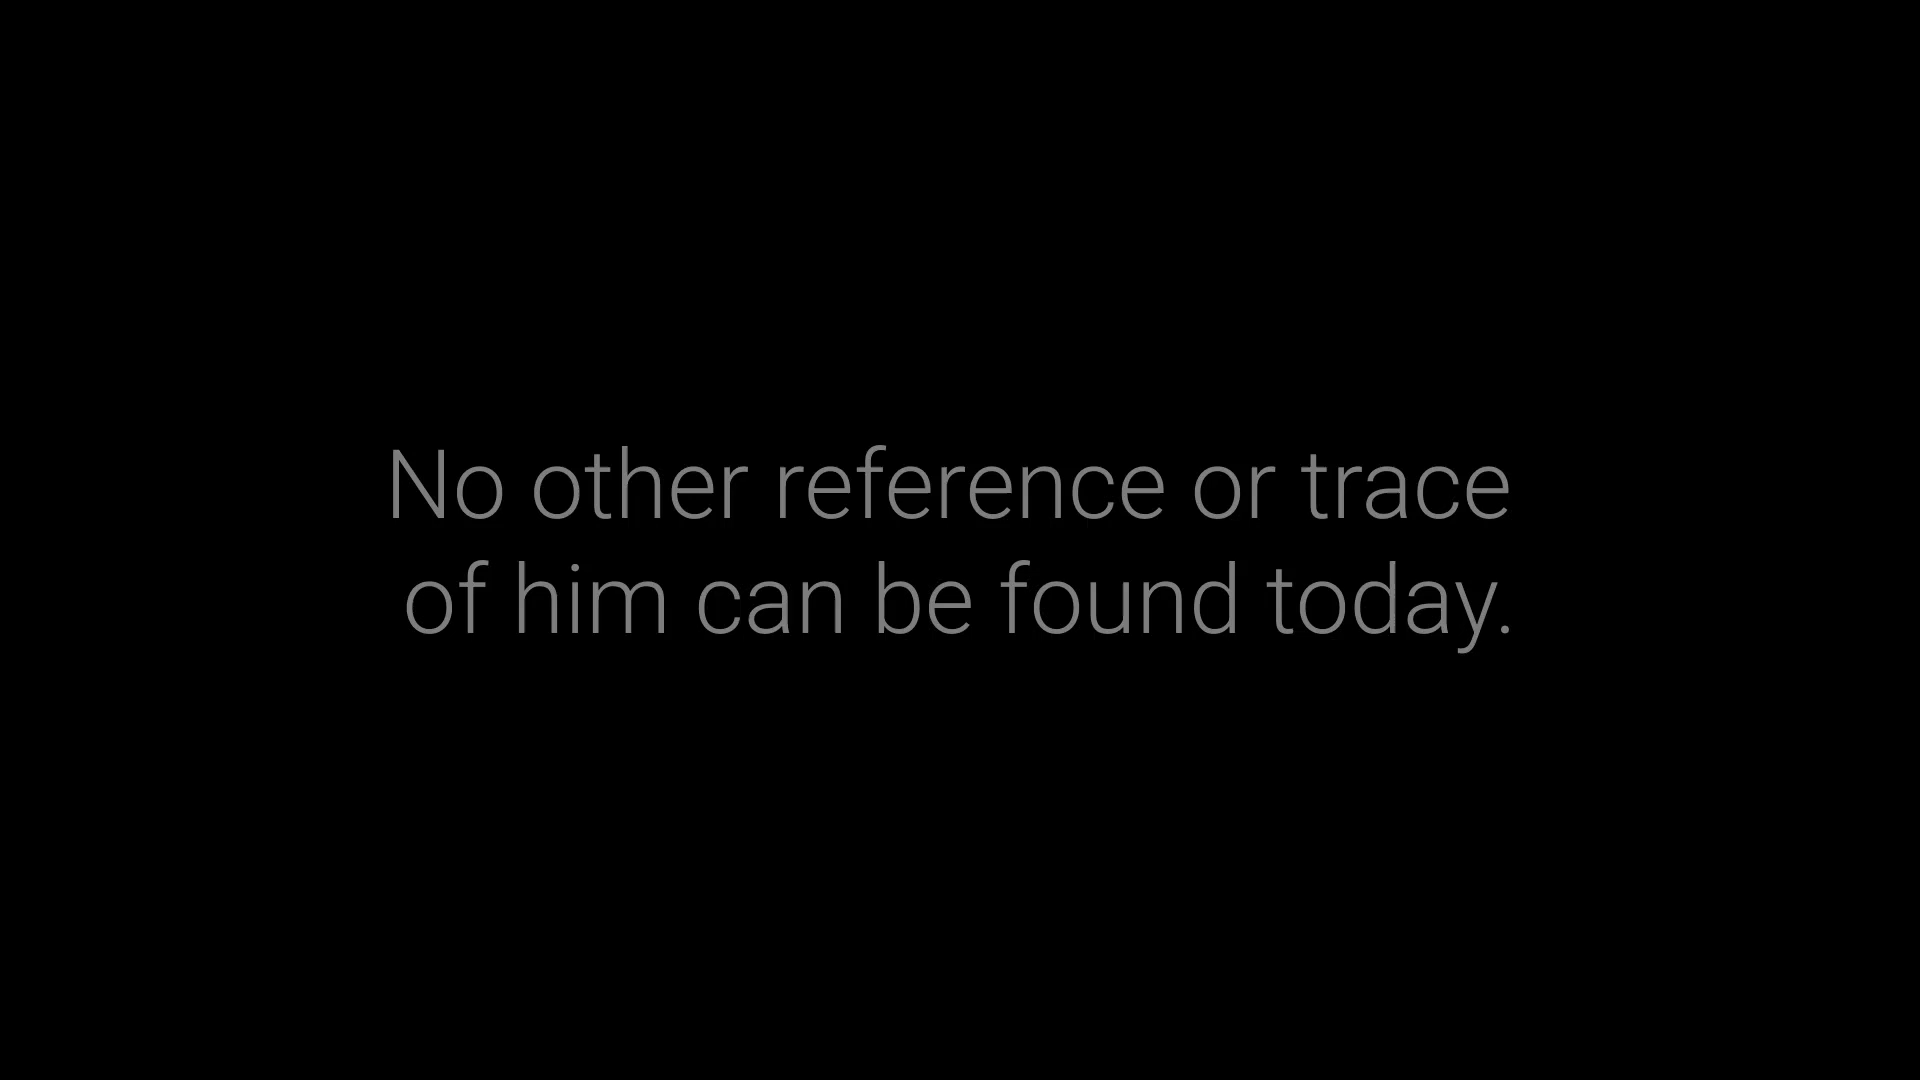 No other reference or trace
of him can be found today.